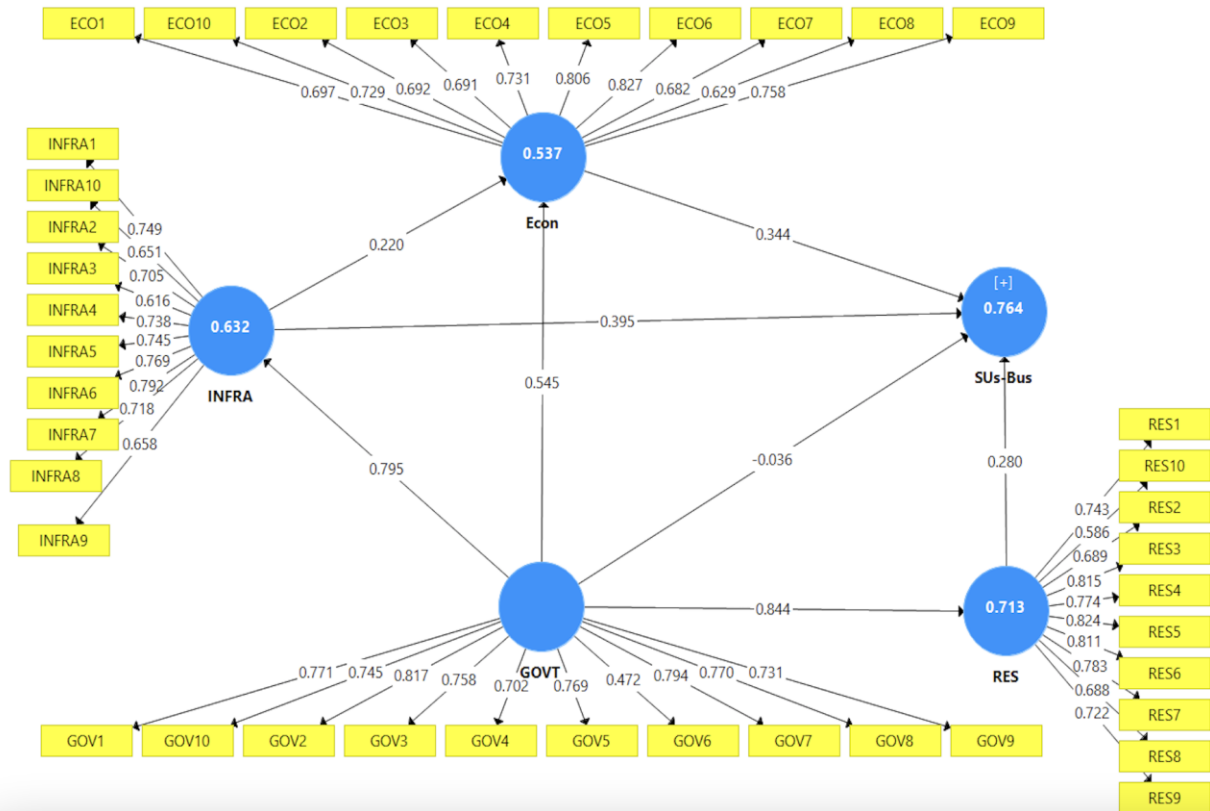 ECO1 ECO10 ECO2 ECO3 ECO4 ECO5 ECO6 ECO7 ECO8 ECO9
0.697 0.729 0.692 0.691 0.731 0.806 0.827 0.682 0.629 0.758
0.537
Econ
INFRA1
INFRA10
INFRA2
INFRA3
INFRA4
INFRA5
INFRA6
INFRA7
INFRA8
INFRA9
0.749
0.651
0.705
0.616
0.738
0.745
0.769
0.792
0.718
0.658
0.632
INFRA
0.220
0.344
0.395
[+]
0.764
SUs-Bus
0.545
0.795
-0.036
0.280
0.844
GOVT
0.713
RES
0.743
0.586
0.689
0.815
0.774
0.824
0.811
0.783
0.688
0.722
RES1
RES10
RES2
RES3
RES4
RES5
RES6
RES7
RES8
RES9
0.771 0.745 0.817 0.758 0.702 0.769 0.472 0.794 0.770 0.731
GOV1 GOV10 GOV2 GOV3 GOV4 GOV5 GOV6 GOV7 GOV8 GOV9